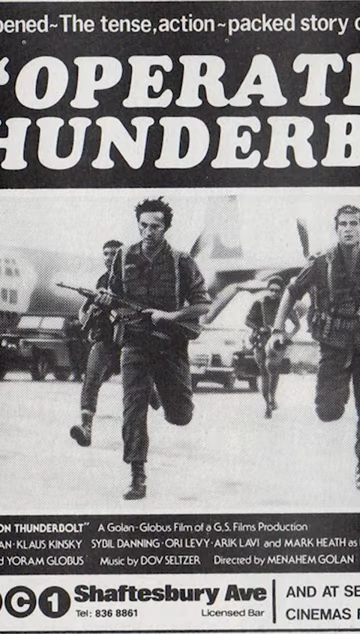 pened~The tense, action~packed story o
"OPERATI
HUNDERB
ON THUNDERBOLT" A Golan-Globus Film of a G.S. Films Production
AN · KLAUS KINSKY SYBIL DANNING · ORI LEVY · ARIK LAVI and MARK HEATH as
d YORAM GLOBUS Music by DOV SELTZER Directed by MENAHEM GOLAN
C 1 Shaftesbury Ave AND AT SE
Tel: 836 8861 Licensed Bar CINEMAS